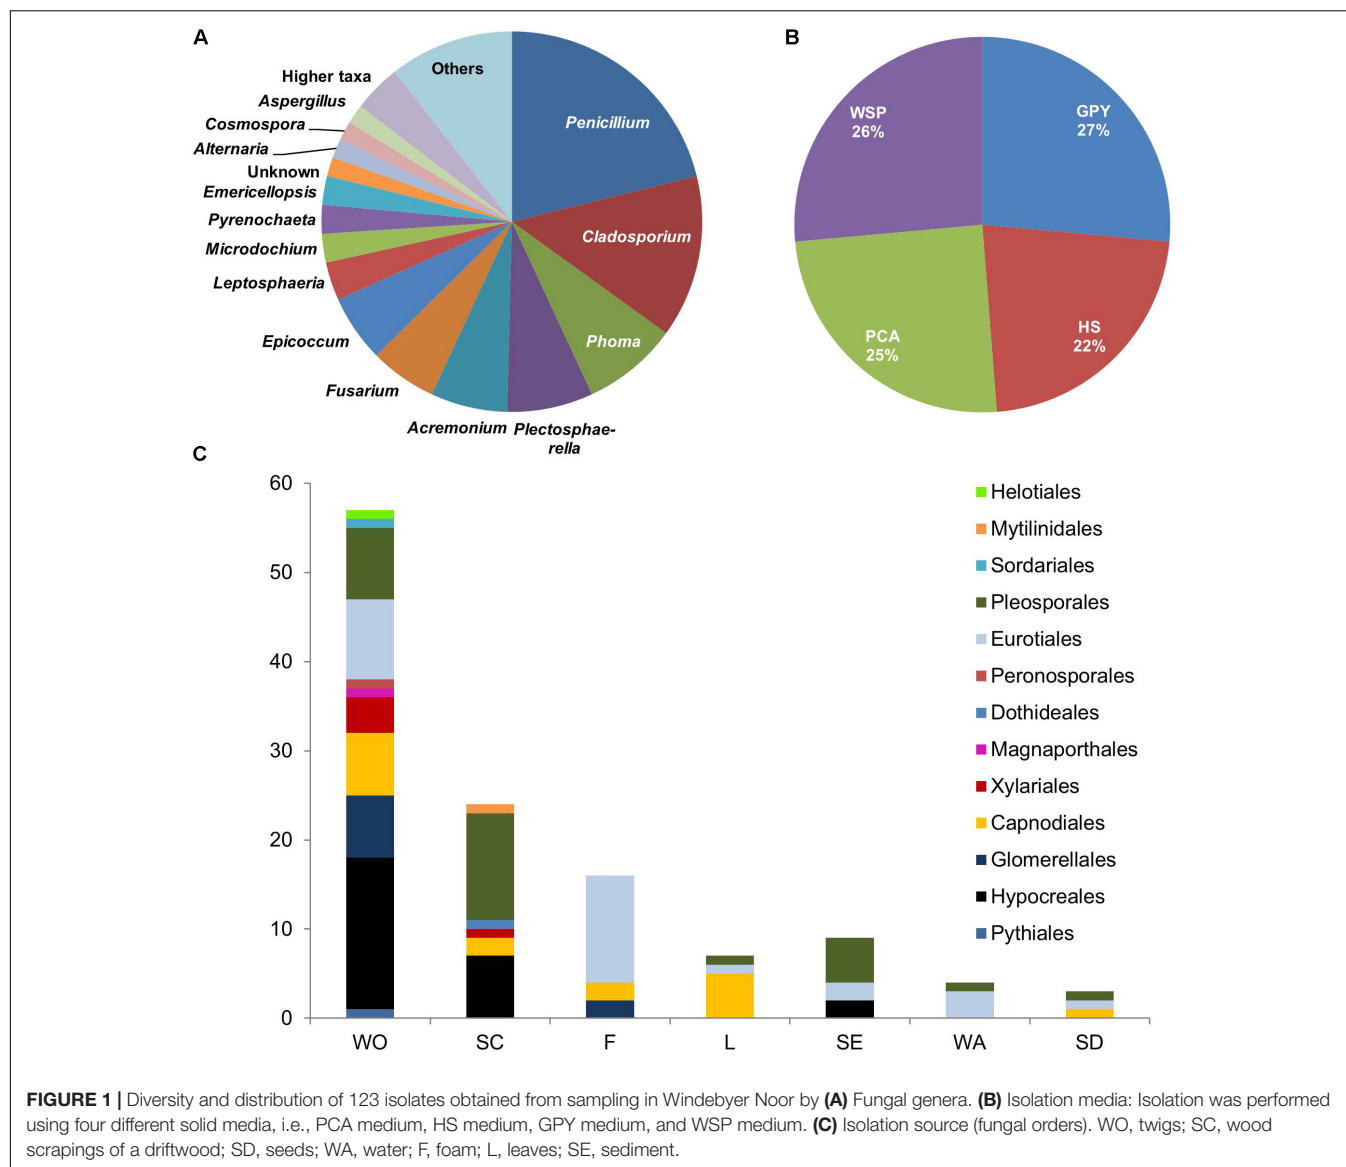 A
Others
Higher taxa
Aspergillus
Cosmospora
Alternaria
Unknown
Emericellopsis
Pyrenochaeta
Microdochium
Leptosphaeria
Epicoccum
Fusarium
Acremonium
Plectosphae-
rella
Phoma
Cladosporium
Penicillium
B
WSP
26%
GPY
27%
PCA
25%
HS
22%
C
60
50
40
30
20
10
0
WO
SC
F
L
SE
WA
SD
Helotiales
Mytilinidales
Sordariales
Pleosporales
Eurotiales
Peronosporales
Dothideales
Magnaporthales
Xylariales
Capnodiales
Glomerellales
Hypocreales
Pythiales
FIGURE 1 | Diversity and distribution of 123 isolates obtained from sampling in Windebyer Noor by (A) Fungal genera. (B) Isolation media: Isolation was performed
using four different solid media, i.e., PCA medium, HS medium, GPY medium, and WSP medium. (C) Isolation source (fungal orders). WO, twigs; SC, wood
scrapings of a driftwood; SD, seeds; WA, water; F, foam; L, leaves; SE, sediment.